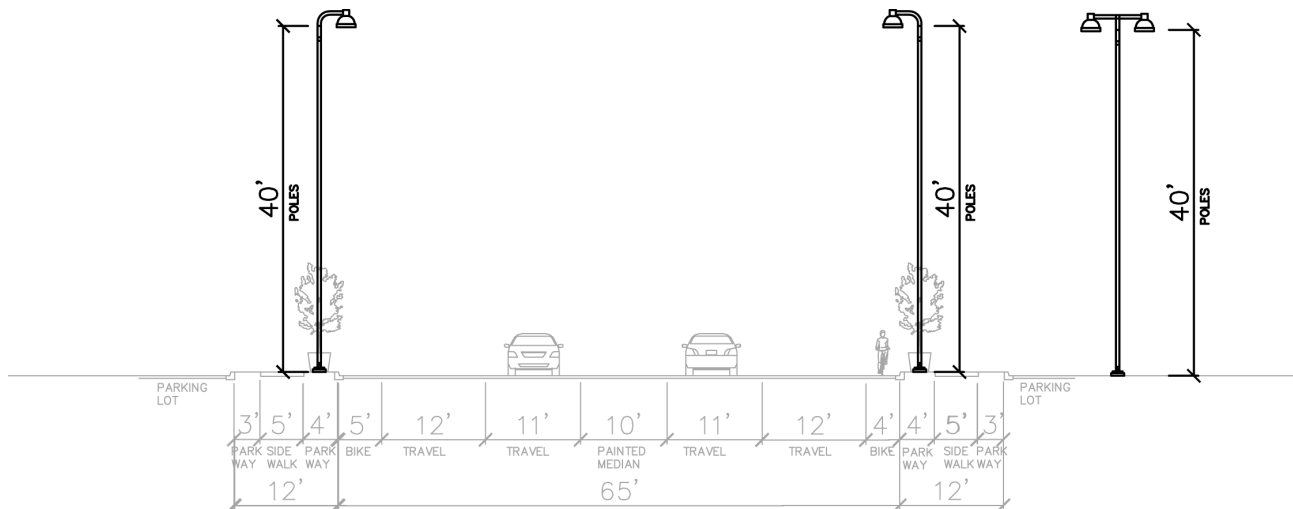 40'
POLES
40'
POLES
40'
POLES
PARKING
LOT
PARKING
LOT
3' 5' 4' 5' 12' 11' 10' 11' 12' 4' 4' 5' 3'
PARK WAY
SIDE WALK
PARK WAY
BIKE
TRAVEL
TRAVEL
PAINTED
MEDIAN
TRAVEL
TRAVEL
BIKE
PARK WAY
SIDE WALK
PARK WAY
12' 65' 12'